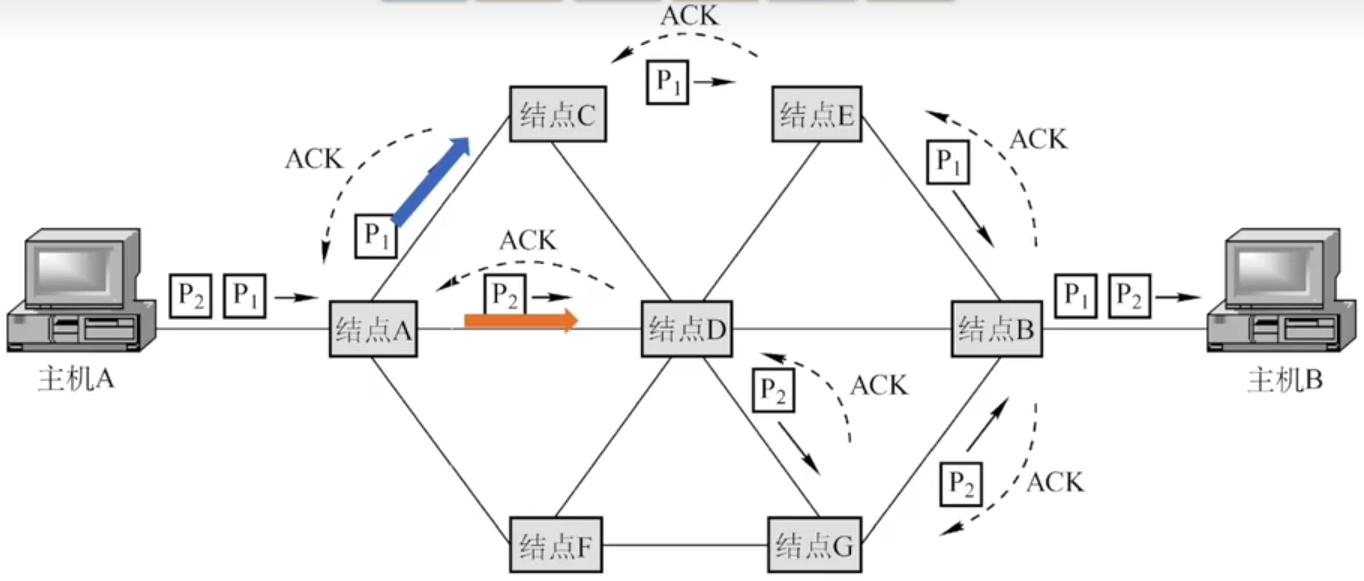 ACK
P₁
结点C
结点E
ACK
P₁
ACK
P₁
ACK
P₂
P₂ P₁
P₁ P₂
结点A
结点D
结点B
主机A
主机B
P₂
ACK
P₂
ACK
结点F
结点G